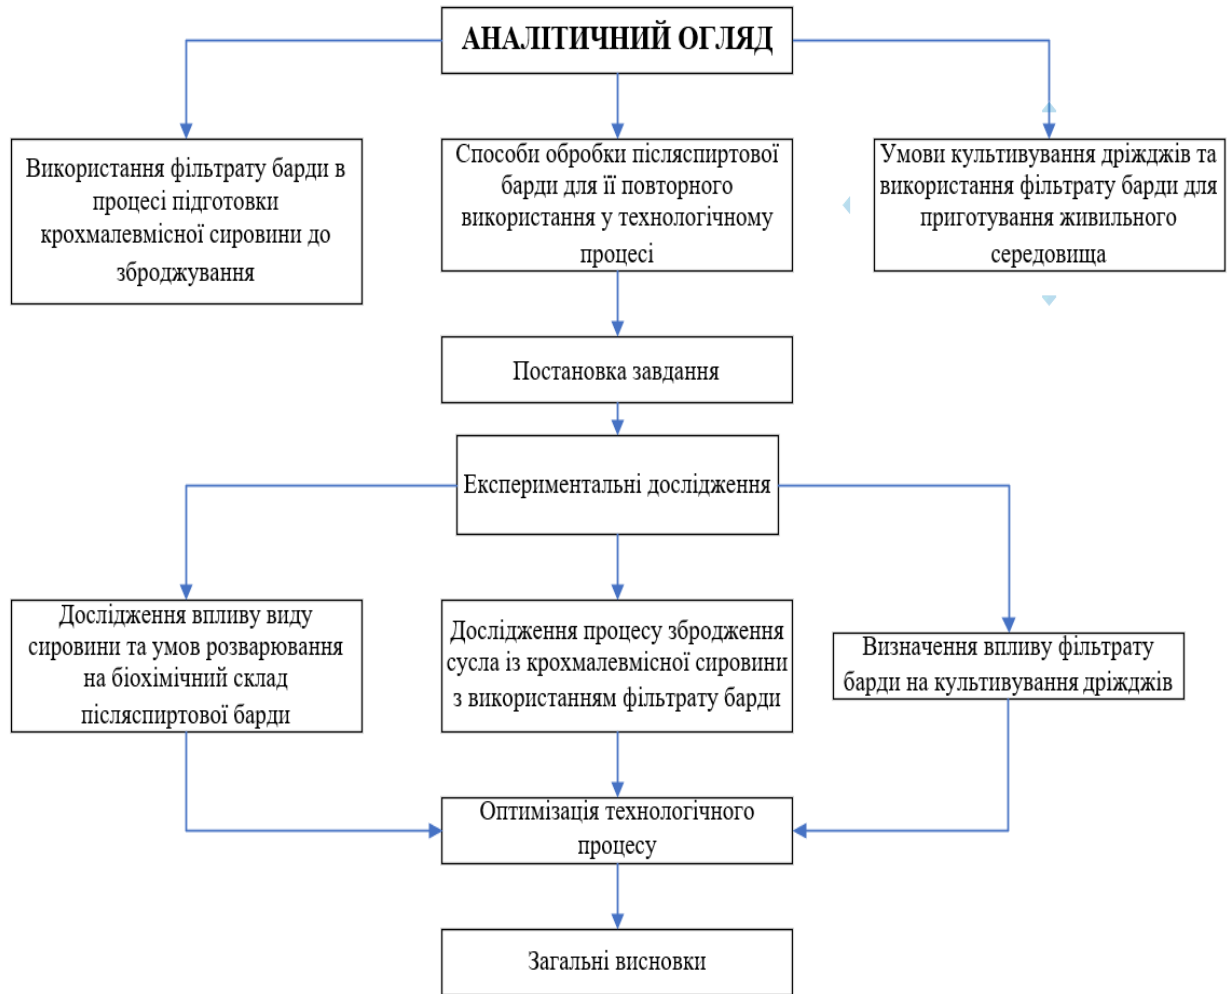 АНАЛІТИЧНИЙ ОГЛЯД
Використання фільтрату барди в
процесі підготовки
крохмалевмісної сировини до
зброджування
Способи обробки післяспиртової
барди для її повторного
використання у технологічному
процесі
Умови культивування дріжджів та
використання фільтрату барди для
приготування живильного
середовища
Постановка завдання
Експериментальні дослідження
Дослідження впливу виду
сировини та умов розварювання
на біохімічний склад
післяспиртової барди
Дослідження процесу збродження
сусла із крохмалевмісної сировини
з використанням фільтрату барди
Визначення впливу фільтрату
барди на культивування дріжджів
Оптимізація технологічного
процесу
Загальні висновки